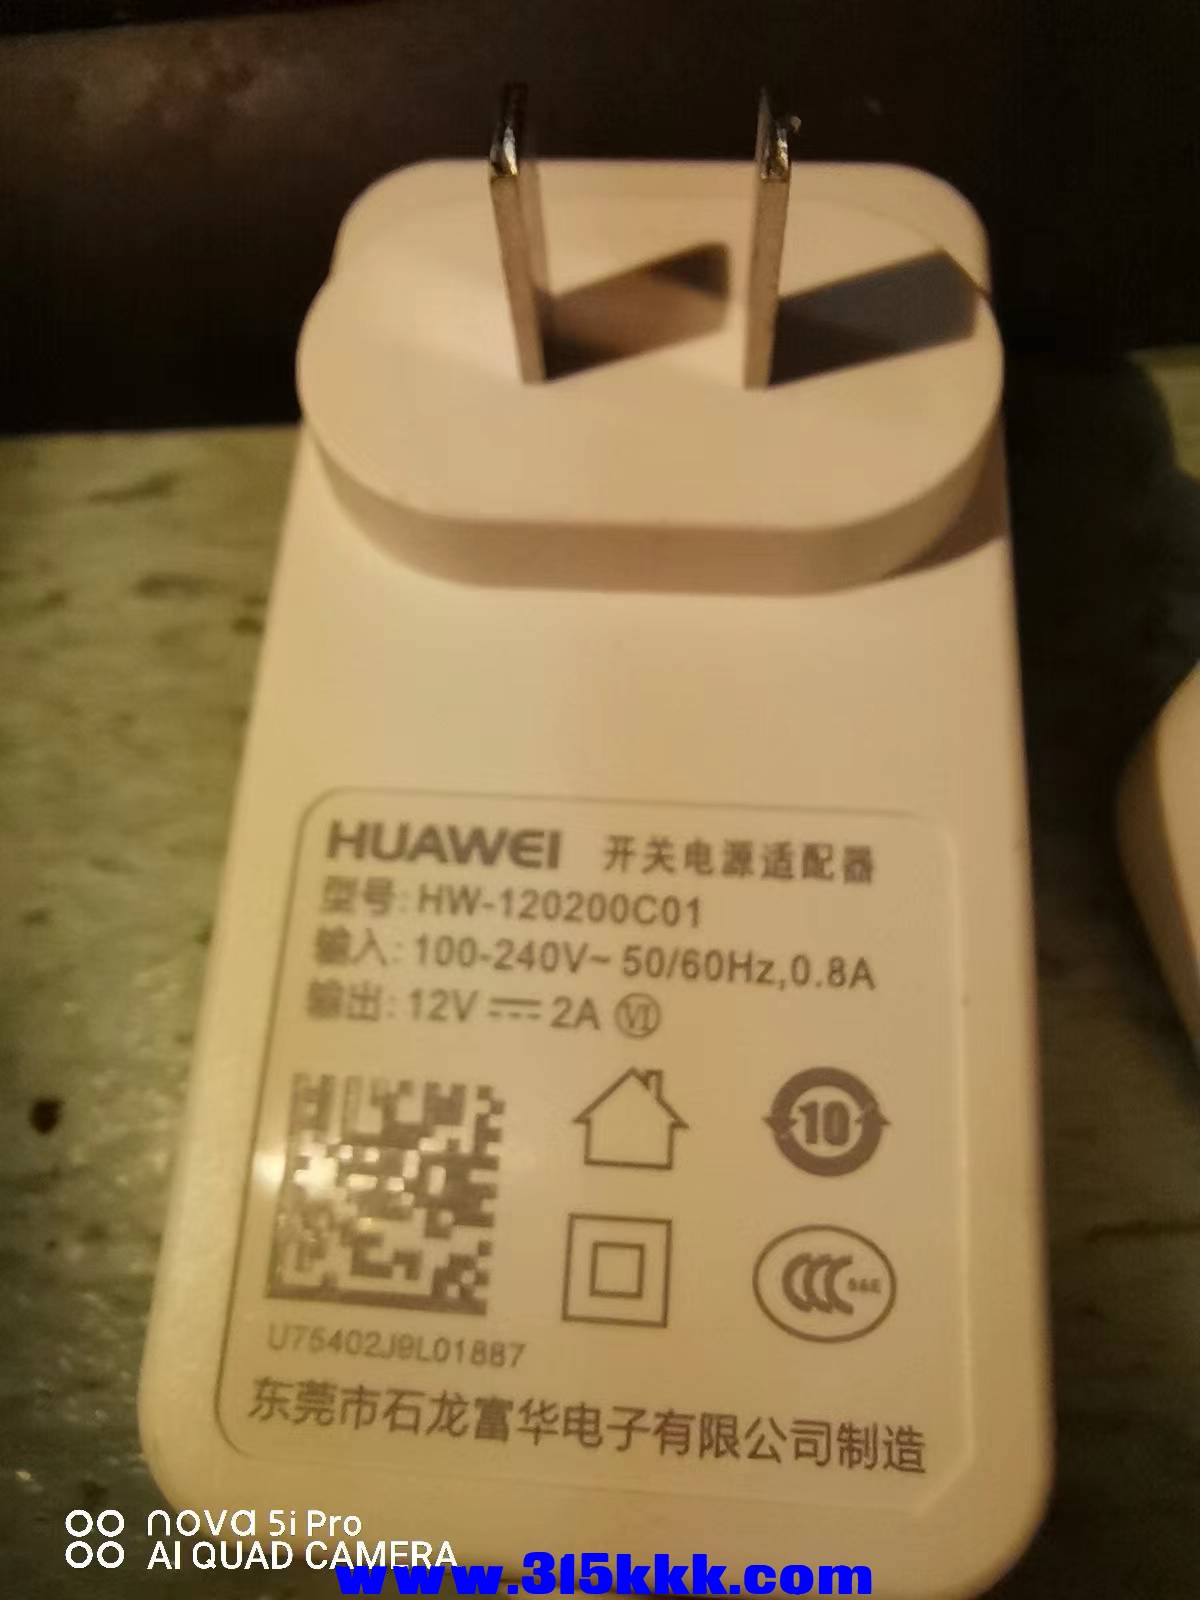 HUAWEI 开关电源适配器
型号: HW-120200C01
输入: 100-240V~ 50/60Hz, 0.8A
输出: 12V ⎓ 2A Ⅵ
10
CCC
U75402J9L01887
东莞市石龙富华电子有限公司制造
nova 5i Pro
AI QUAD CAMERA
www.315kkk.com